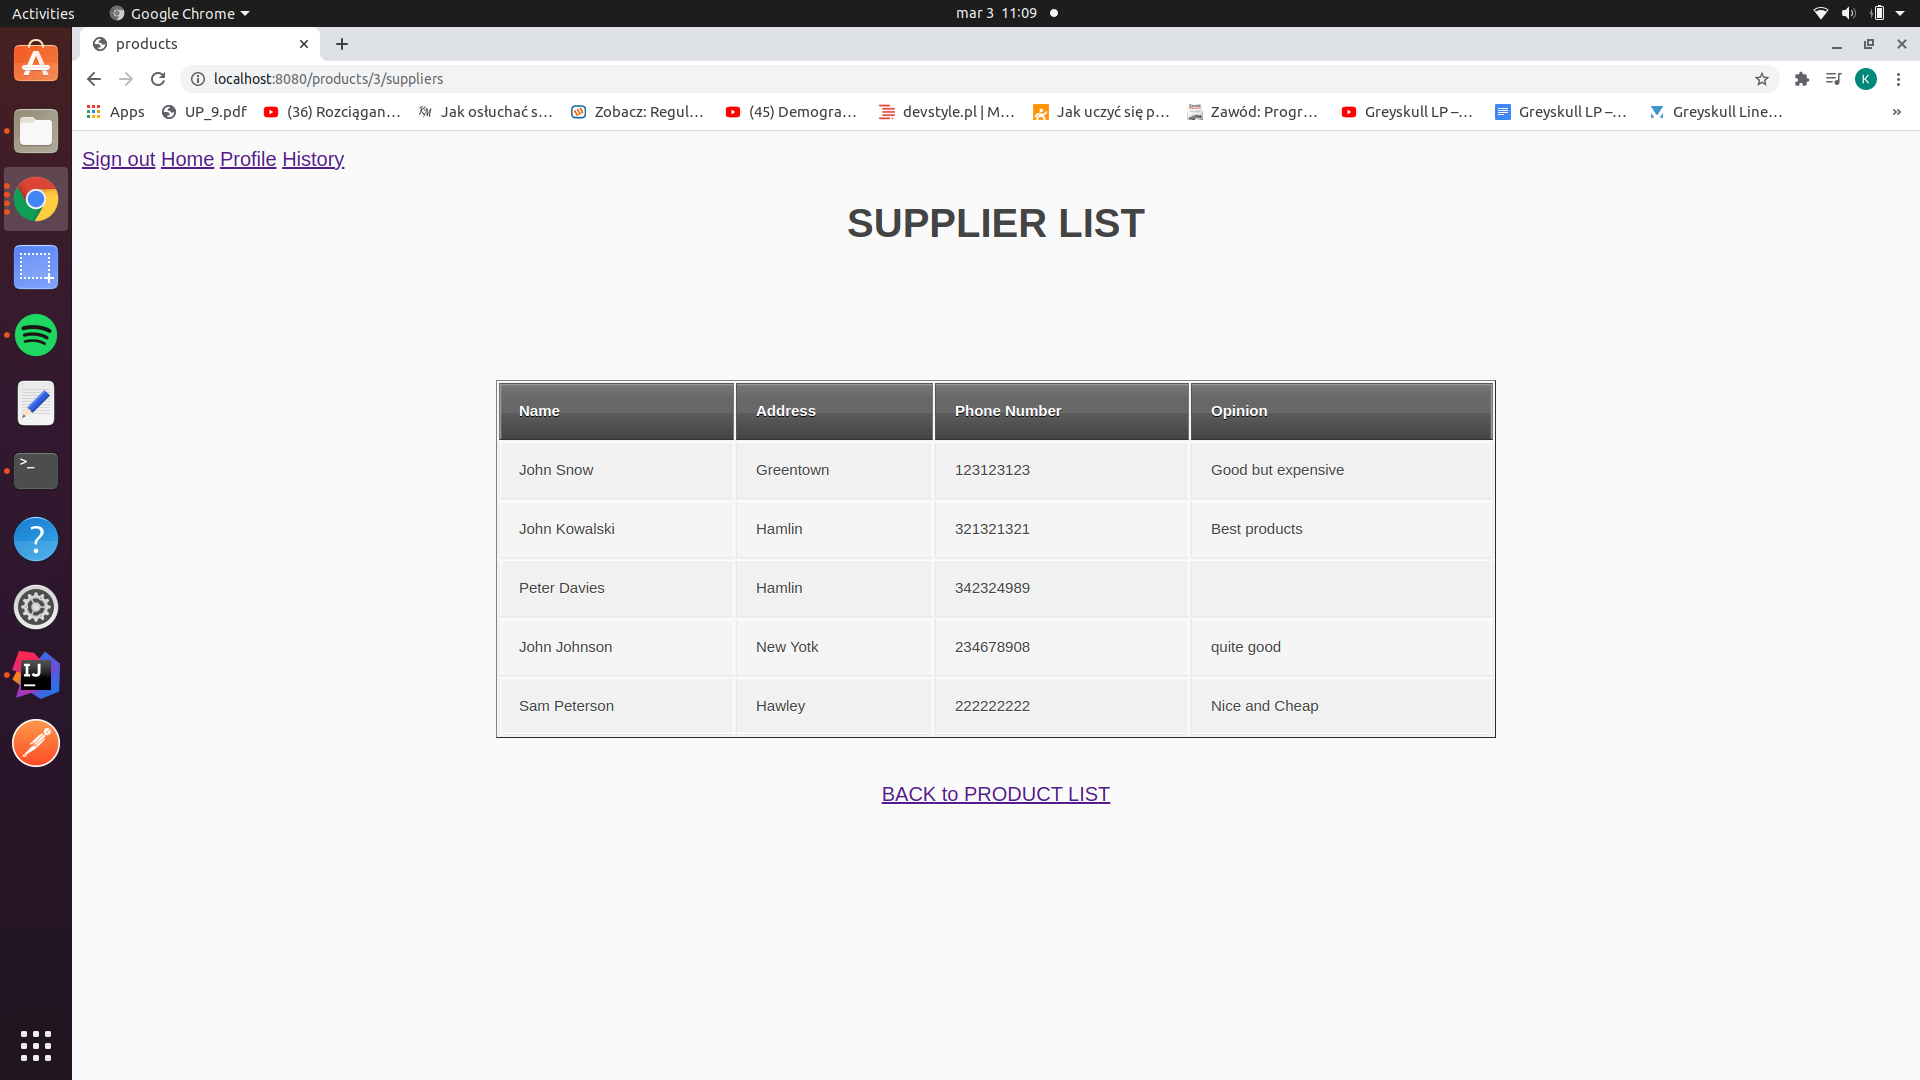 Activities Google Chrome mar 3 11:09
products
localhost:8080/products/3/suppliers K
Apps UP_9.pdf (36) Rozciągan… Jak osłuchać s… Zobacz: Regul… (45) Demogra… devstyle.pl | M… Jak uczyć się p… Zawód: Progr… Greyskull LP –… Greyskull LP –… Greyskull Line… »
Sign out Home Profile History
SUPPLIER LIST
Name Address Phone Number Opinion
John Snow Greentown 123123123 Good but expensive
John Kowalski Hamlin 321321321 Best products
Peter Davies Hamlin 342324989
John Johnson New Yotk 234678908 quite good
Sam Peterson Hawley 222222222 Nice and Cheap
BACK to PRODUCT LIST
>_
?
IJ